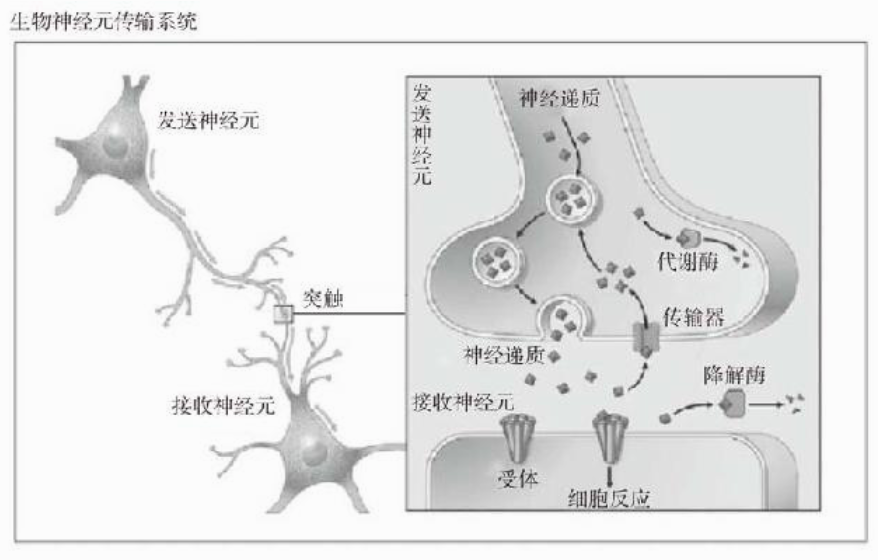 生物神经元传输系统
发送神经元
突触
接收神经元
发送神经元
神经递质
代谢酶
传输器
神经递质
降解酶
接收神经元
受体
细胞反应